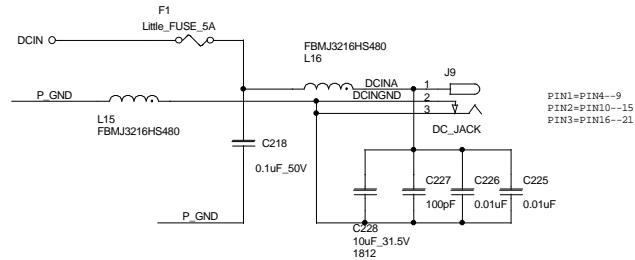 F1
Little_FUSE_5A
DCIN
FBMJ3216HS480
L16
J9
DCINA
1
P_GND
DCINGND
2
3
PIN1=PIN4--9
PIN2=PIN10--15
PIN3=PIN16--21
L15
FBMJ3216HS480
DC_JACK
C218
0.1uF_50V
C227
C226
C225
100pF
0.01uF
0.01uF
P_GND
C228
10uF_31.5V
1812